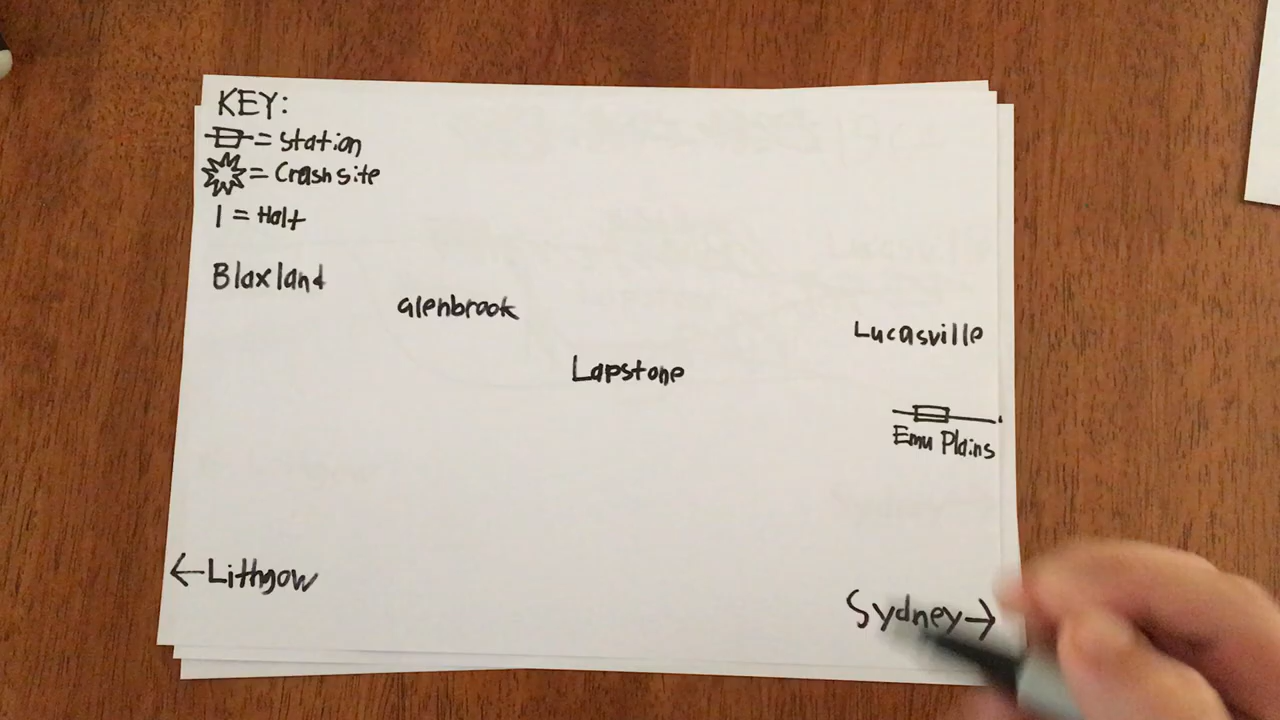 KEY:
= Station
= Crash site
| = Halt
Blaxland
Glenbrook
Lucasville
Lapstone
Emu Plains
←Lithgow
Sydney→